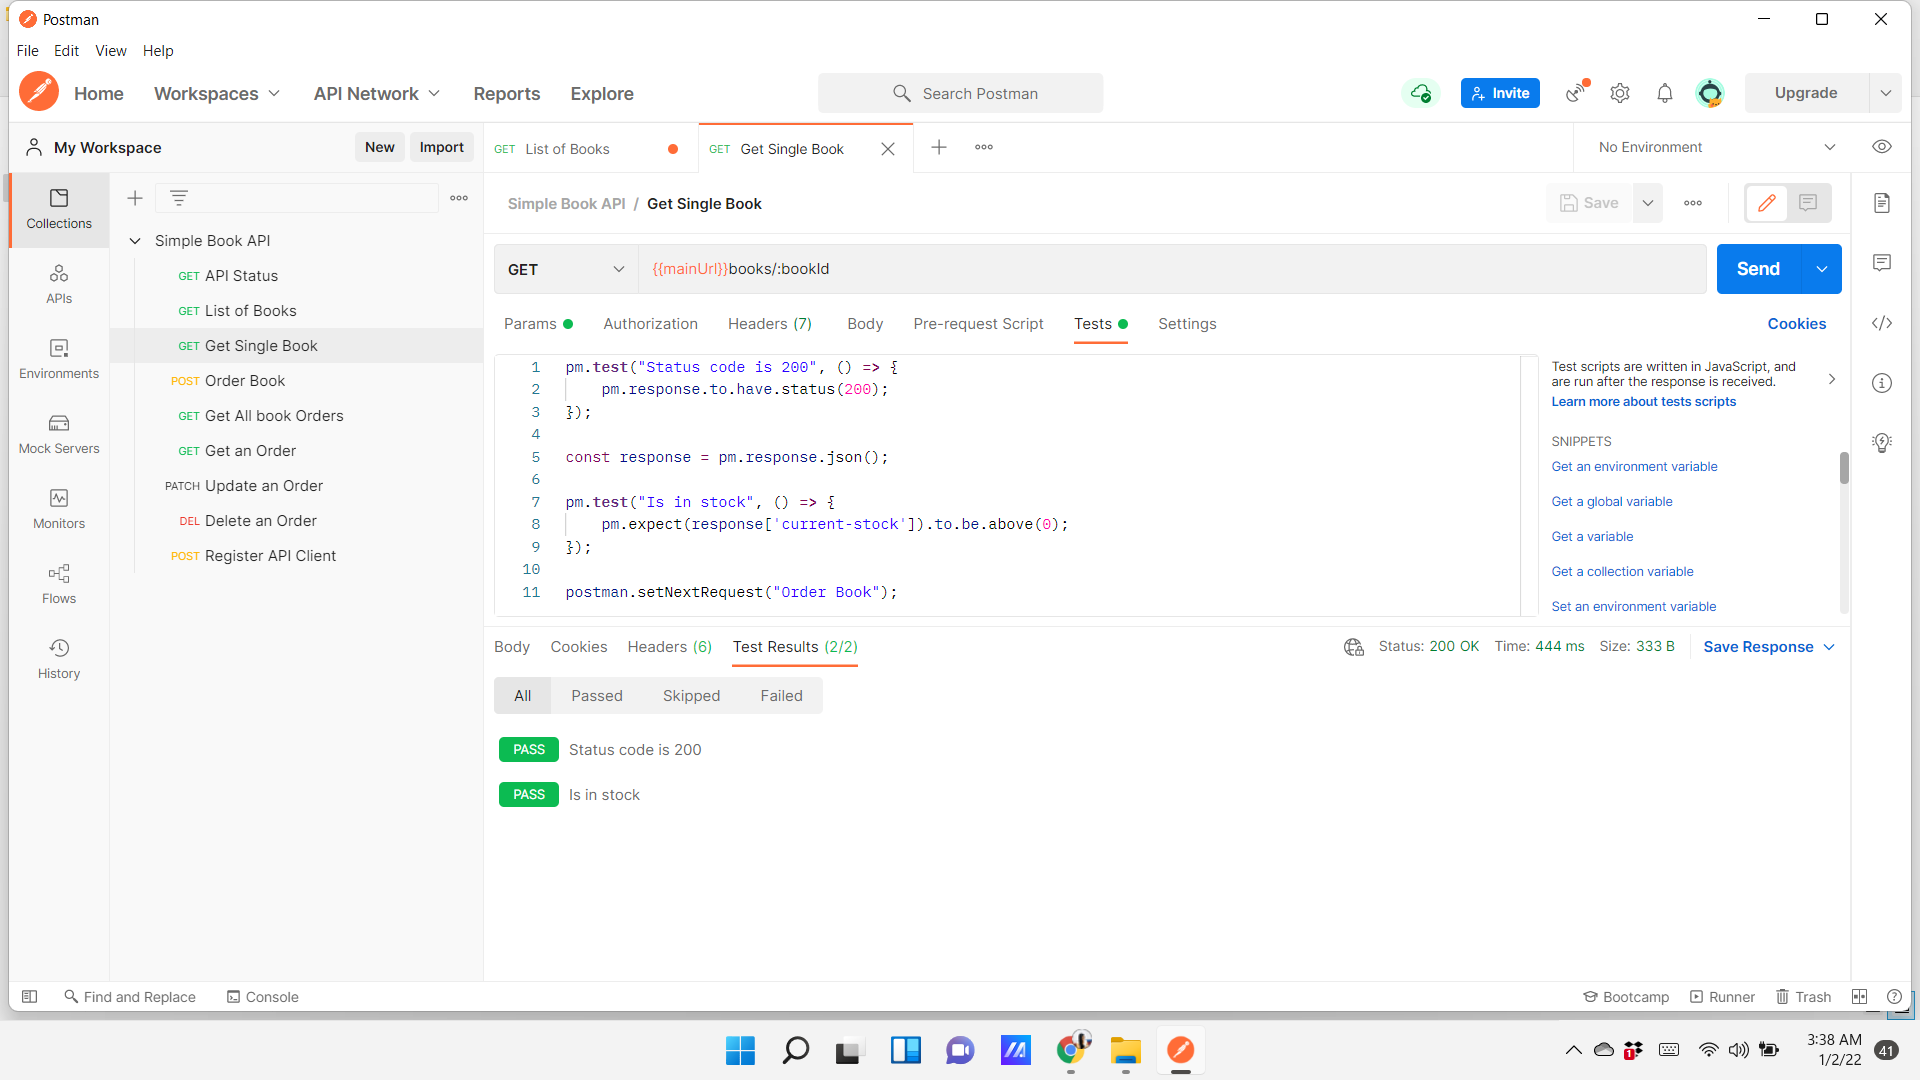 Postman
File Edit View Help
Home Workspaces API Network Reports Explore
Search Postman
Invite
Upgrade
My Workspace
New Import
GET List of Books
GET Get Single Book
No Environment
Collections
APIs
Environments
Mock Servers
Monitors
Flows
History
Simple Book API
GET API Status
GET List of Books
GET Get Single Book
POST Order Book
GET Get All book Orders
GET Get an Order
PATCH Update an Order
DEL Delete an Order
POST Register API Client
Simple Book API / Get Single Book
Save
GET
{{mainUrl}}books/:bookId
Send
Params Authorization Headers (7) Body Pre-request Script Tests Settings
Cookies
1 pm.test("Status code is 200", () => {
2 pm.response.to.have.status(200);
3 });
4
5 const response = pm.response.json();
6
7 pm.test("Is in stock", () => {
8 pm.expect(response['current-stock']).to.be.above(0);
9 });
10
11 postman.setNextRequest("Order Book");
Test scripts are written in JavaScript, and
are run after the response is received.
Learn more about tests scripts
SNIPPETS
Get an environment variable
Get a global variable
Get a variable
Get a collection variable
Set an environment variable
Body Cookies Headers (6) Test Results (2/2)
Status: 200 OK Time: 444 ms Size: 333 B
Save Response
All Passed Skipped Failed
PASS Status code is 200
PASS Is in stock
Find and Replace
Console
Bootcamp Runner Trash
1
3:38 AM
1/2/22
41